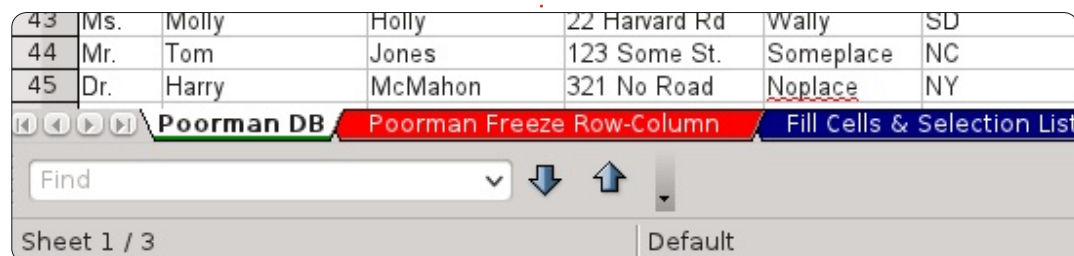 43 Ms. Molly Holly 22 Harvard Rd Wally SD
44 Mr. Tom Jones 123 Some St. Someplace NC
45 Dr. Harry McMahon 321 No Road Noplace NY
Poorman DB Poorman Freeze Row-Column Fill Cells & Selection List
Find
Sheet 1 / 3 Default